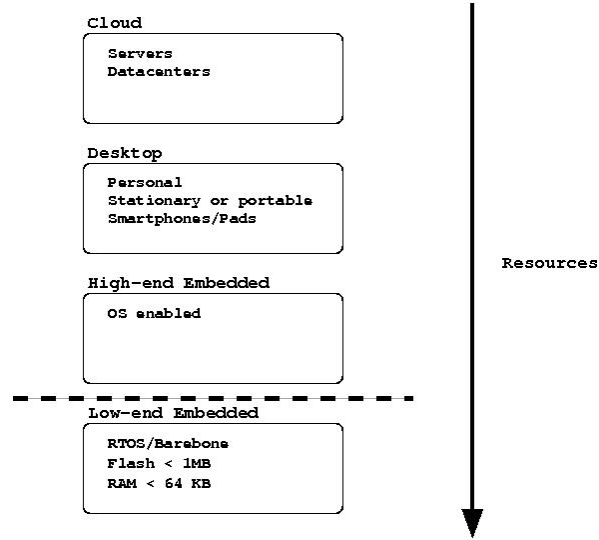 Cloud
Servers
Datacenters
Desktop
Personal
Stationary or portable
Smartphones/Pads
Resources
High-end Embedded
OS enabled
Low-end Embedded
RTOS/Barebone
Flash < 1MB
RAM < 64 KB